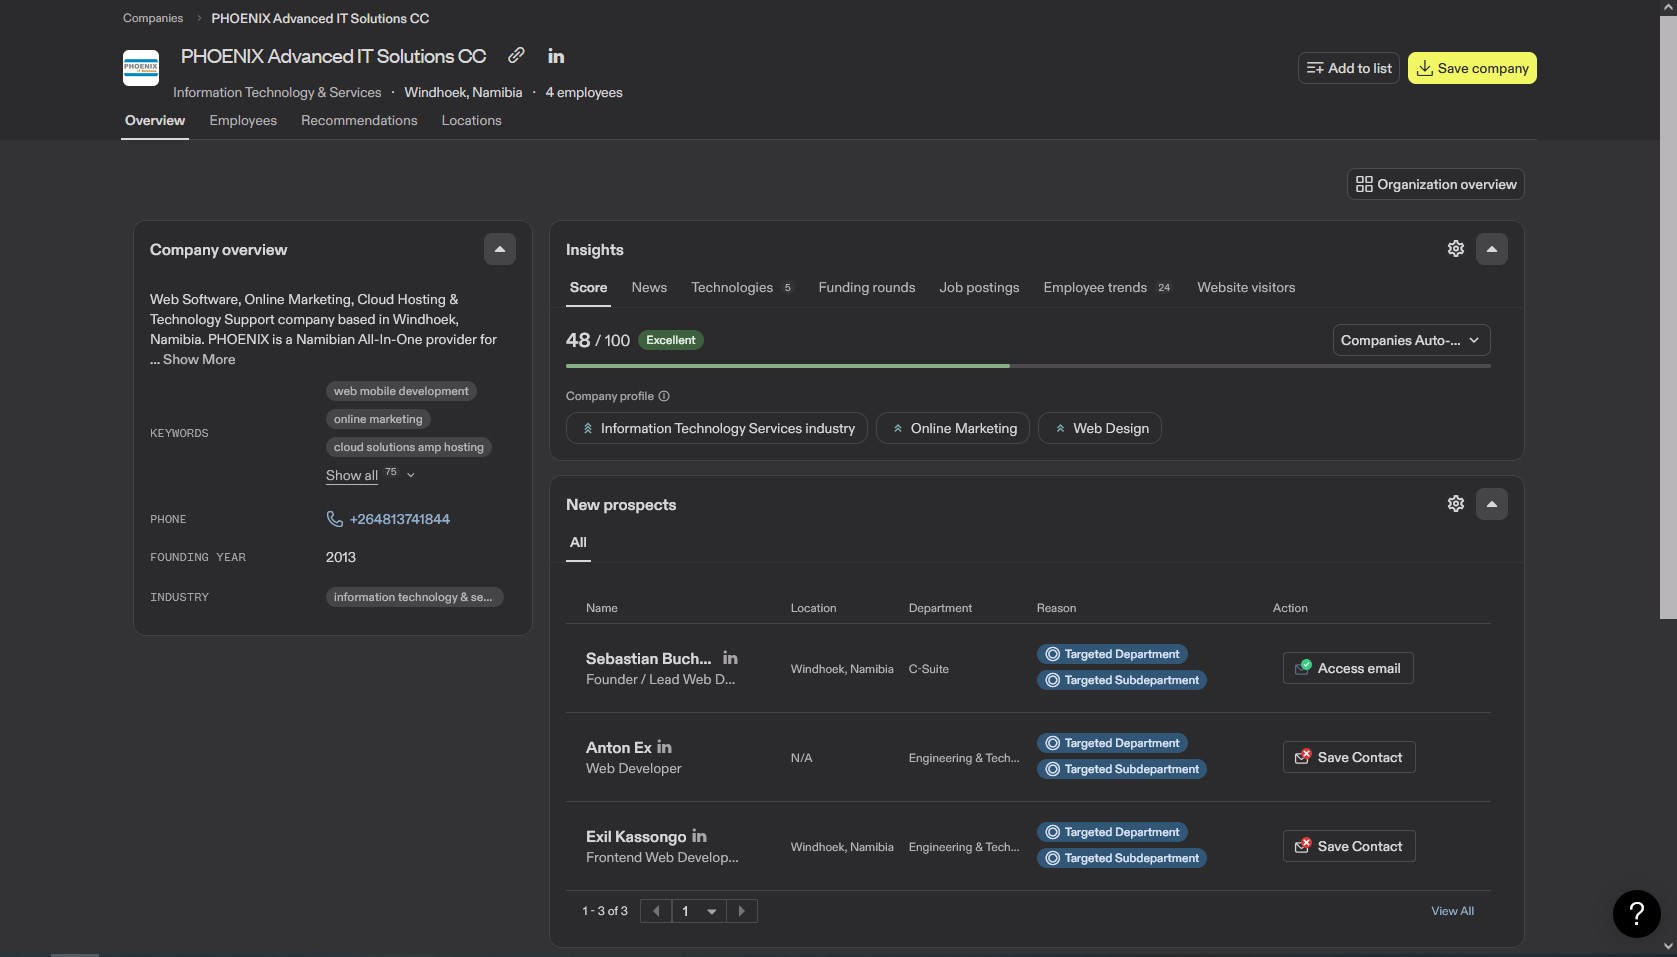 Companies > PHOENIX Advanced IT Solutions CC
PHOENIX
IT Solutions
PHOENIX Advanced IT Solutions CC in
Information Technology & Services · Windhoek, Namibia · 4 employees
Add to list
Save company
Overview Employees Recommendations Locations
Organization overview
Company overview
Web Software, Online Marketing, Cloud Hosting &
Technology Support company based in Windhoek,
Namibia. PHOENIX is a Namibian All-In-One provider for
... Show More
KEYWORDS
web mobile development
online marketing
cloud solutions amp hosting
Show all 75
PHONE +264813741844
FOUNDING YEAR 2013
INDUSTRY information technology & se...
Insights
Score News Technologies 5 Funding rounds Job postings Employee trends 24 Website visitors
48 / 100 Excellent
Companies Auto-...
Company profile
Information Technology Services industry Online Marketing Web Design
New prospects
All
Name Location Department Reason Action
Sebastian Buch... in
Founder / Lead Web D...
Windhoek, Namibia C-Suite
Targeted Department
Targeted Subdepartment
Access email
Anton Ex in
Web Developer
N/A Engineering & Tech...
Targeted Department
Targeted Subdepartment
Save Contact
Exil Kassongo in
Frontend Web Develop...
Windhoek, Namibia Engineering & Tech...
Targeted Department
Targeted Subdepartment
Save Contact
1 - 3 of 3 1
View All
?